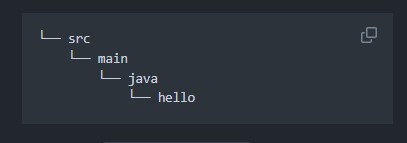 └── src
    └── main
        └── java
            └── hello